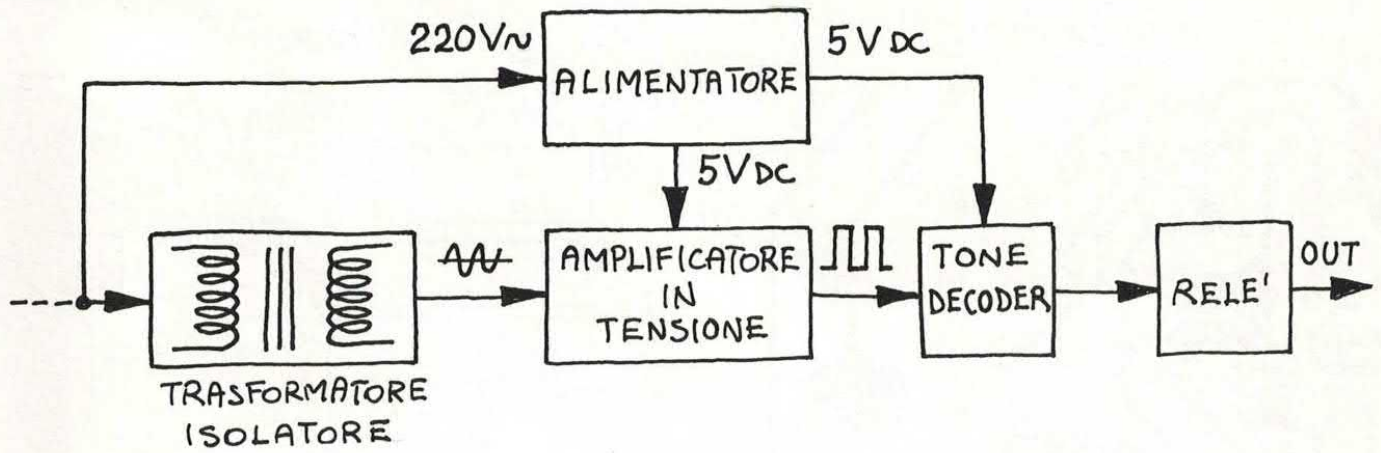 220V~
ALIMENTATORE
5V DC
5V DC
TRASFORMATORE
ISOLATORE
AMPLIFICATORE
IN
TENSIONE
TONE
DECODER
RELE'
OUT